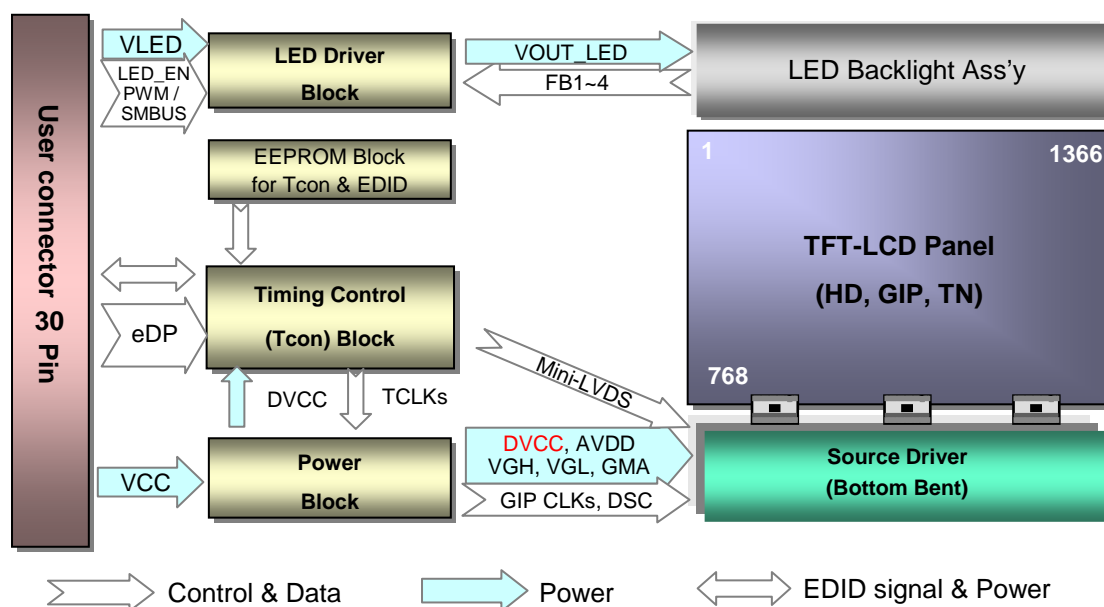 User connector
30
Pin
VLED
LED_EN
PWM /
SMBUS
LED Driver
Block
VOUT_LED
FB1~4
LED Backlight Ass'y
EEPROM Block
for Tcon & EDID
eDP
Timing Control
(Tcon) Block
DVCC
TCLKs
Mini-LVDS
1
1366
TFT-LCD Panel
(HD, GIP, TN)
768
VCC
Power
Block
DVCC, AVDD
VGH, VGL, GMA
GIP CLKs, DSC
Source Driver
(Bottom Bent)
Control & Data
Power
EDID signal & Power